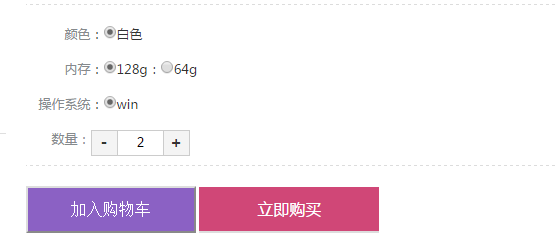 颜色：白色
内存：128g：64g
操作系统：win
数量：- 2 +
加入购物车 立即购买